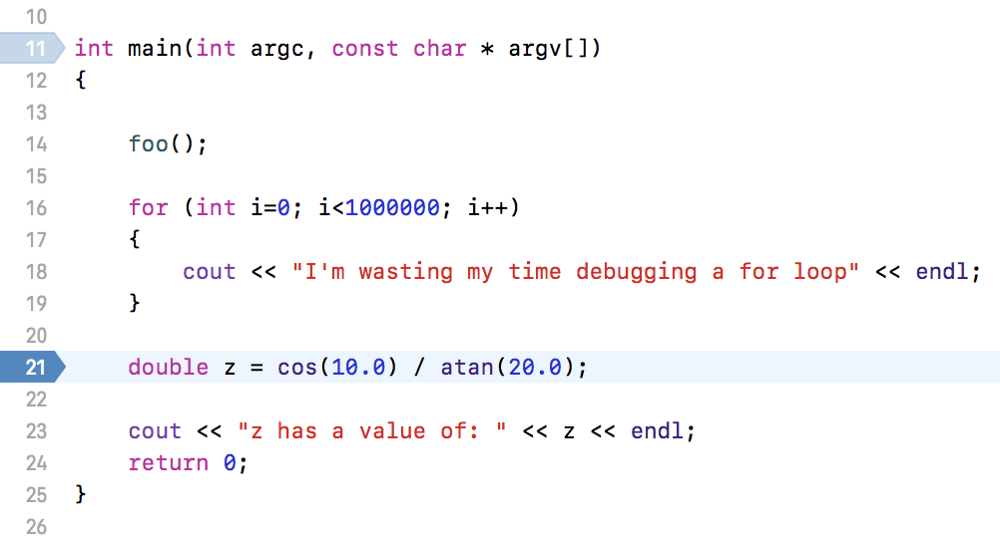 10
11 int main(int argc, const char * argv[])
12 {
13
14     foo();
15
16     for (int i=0; i<1000000; i++)
17     {
18         cout << "I'm wasting my time debugging a for loop" << endl;
19     }
20
21     double z = cos(10.0) / atan(20.0);
22
23     cout << "z has a value of: " << z << endl;
24     return 0;
25 }
26